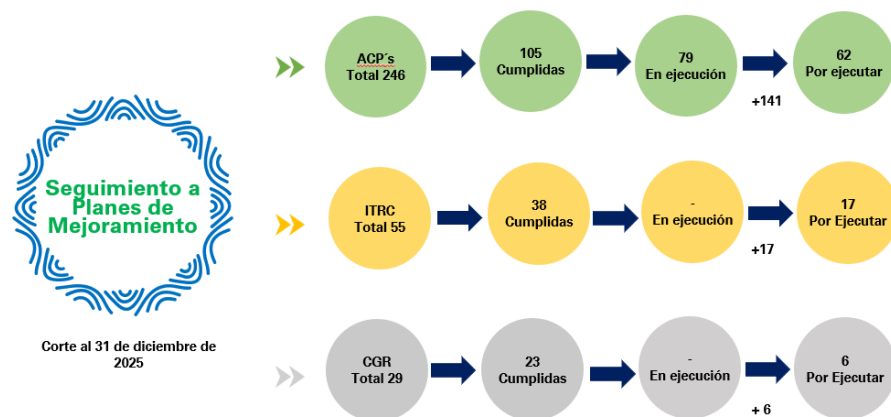 Seguimiento a
Planes de
Mejoramiento
Corte al 31 de diciembre de
2025
ACP´s
Total 246
105
Cumplidas
79
En ejecución
+141
62
Por ejecutar
ITRC
Total 55
38
Cumplidas
-
En ejecución
+17
17
Por Ejecutar
CGR
Total 29
23
Cumplidas
-
En ejecución
+ 6
6
Por Ejecutar